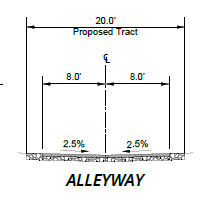 20.0'
Proposed Tract
℄
8.0' 8.0'
2.5% 2.5%
ALLEYWAY